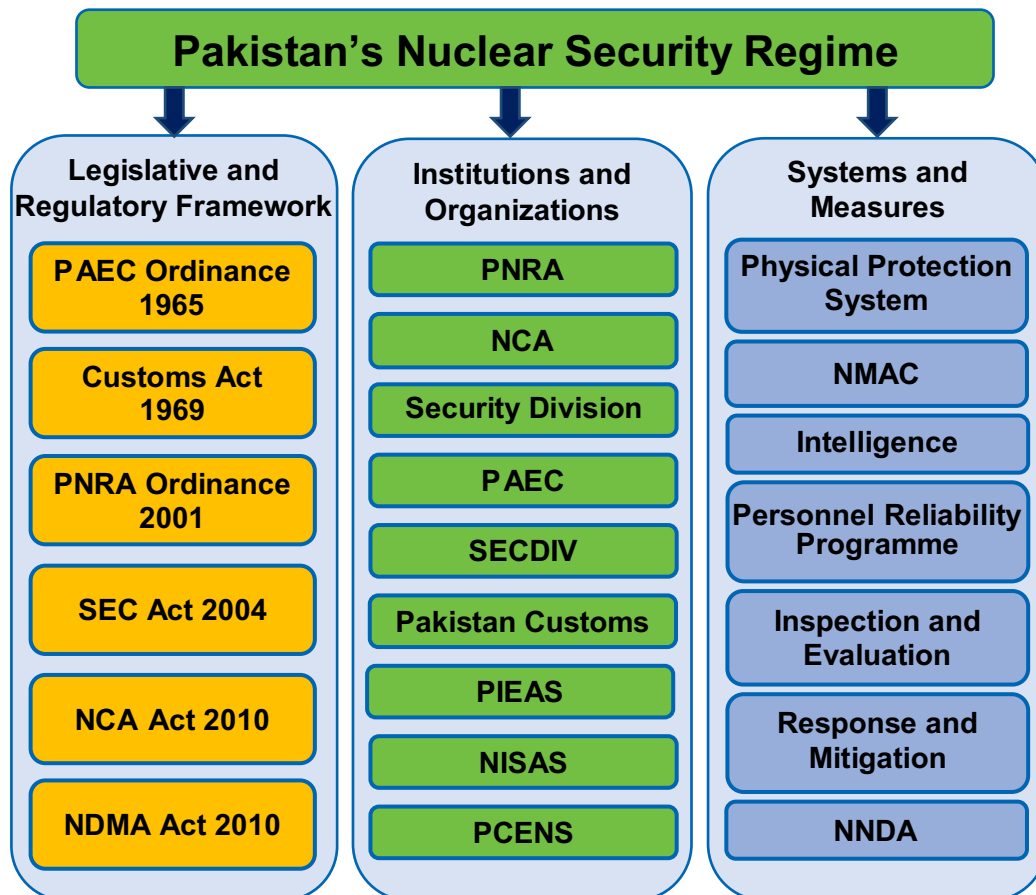 Pakistan’s Nuclear Security Regime
Legislative and
Regulatory Framework
PAEC Ordinance
1965
Customs Act
1969
PNRA Ordinance
2001
SEC Act 2004
NCA Act 2010
NDMA Act 2010
Institutions and
Organizations
PNRA
NCA
Security Division
PAEC
SECDIV
Pakistan Customs
PIEAS
NISAS
PCENS
Systems and
Measures
Physical Protection
System
NMAC
Intelligence
Personnel Reliability
Programme
Inspection and
Evaluation
Response and
Mitigation
NNDA